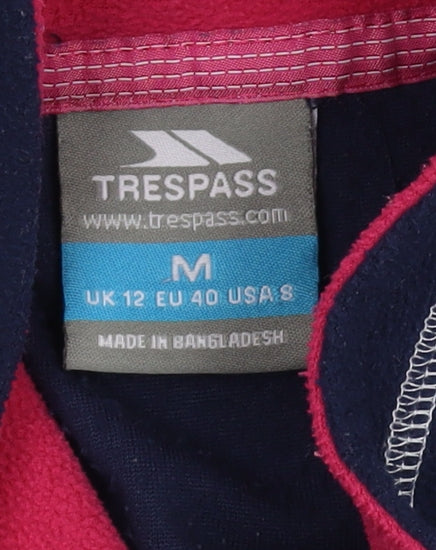 TRESPASS
www.trespass.com
M
UK 12 EU 40 USA 8
MADE IN BANGLADESH